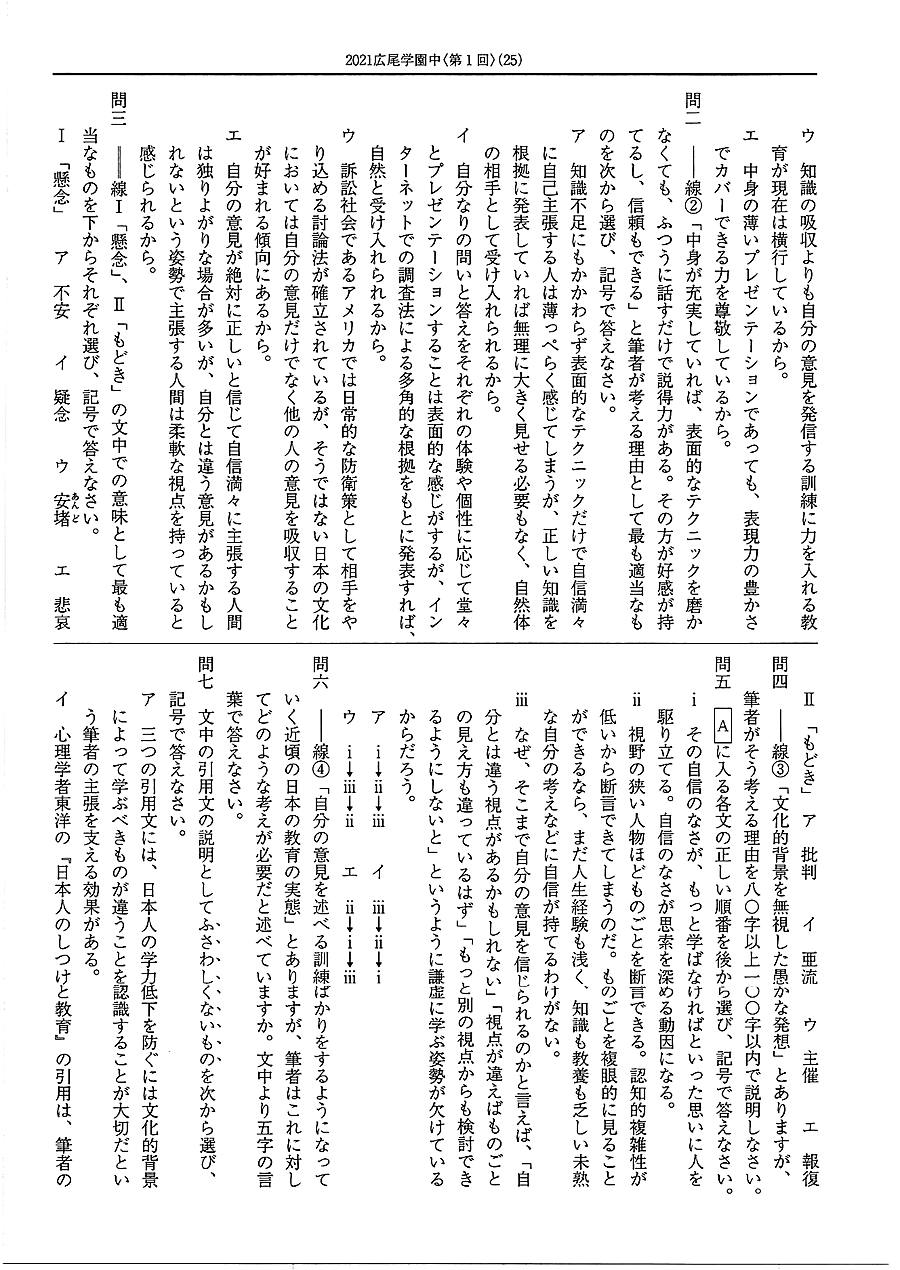 2021広尾学園中〈第1回〉(25)
ウ 知識の吸収よりも自分の意見を発信する訓練に力を入れる教
育が現在は横行しているから。
エ 中身の薄いプレゼンテーションであっても、表現力の豊かさ
でカバーできる力を尊敬しているから。
問二 ――線②「中身が充実していれば、表面的なテクニックを磨か
なくても、ふつうに話すだけで説得力がある。その方が好感が持
てるし、信頼もできる」と筆者が考える理由として最も適当なも
のを次から選び、記号で答えなさい。
ア 知識不足にもかかわらず表面的なテクニックだけで自信満々
に自己主張する人は薄っぺらく感じてしまうが、正しい知識を
根拠に発表していれば無理に大きく見せる必要もなく、自然体
の相手として受け入れられるから。
イ 自分なりの問いと答えをそれぞれの体験や個性に応じて堂々
とプレゼンテーションすることは表面的な感じがするが、イン
ターネットでの調査法による多角的な根拠をもとに発表すれば、
自然と受け入れられるから。
ウ 訴訟社会であるアメリカでは日常的な防衛策として相手をや
り込める討論法が確立されているが、そうではない日本の文化
においては自分の意見だけでなく他の人の意見を吸収すること
が好まれる傾向にあるから。
エ 自分の意見が絶対に正しいと信じて自信満々に主張する人間
は独りよがりな場合が多いが、自分とは違う意見があるかもし
れないという姿勢で主張する人間は柔軟な視点を持っていると
感じられるから。
問三 ══線Ⅰ「懸念」、Ⅱ「もどき」の文中での意味として最も適
当なものを下からそれぞれ選び、記号で答えなさい。
Ⅰ 「懸念」 ア 不安 イ 疑念 ウ 安堵(あんど) エ 悲哀
Ⅱ 「もどき」 ア 批判 イ 亜流 ウ 主催 エ 報復
問四 ――線③「文化的背景を無視した愚かな発想」とありますが、
筆者がそう考える理由を八〇字以上一〇〇字以内で説明しなさい。
問五 Aに入る各文の正しい順番を後から選び、記号で答えなさい。
ⅰ その自信のなさが、もっと学ばなければといった思いに人を
駆り立てる。自信のなさが思索を深める動因になる。
ⅱ 視野の狭い人物ほどものごとを断言できる。認知的複雑性が
低いから断言できてしまうのだ。ものごとを複眼的に見ること
ができるなら、まだ人生経験も浅く、知識も教養も乏しい未熟
な自分の考えなどに自信が持てるわけがない。
ⅲ なぜ、そこまで自分の意見を信じられるのかと言えば、「自
分とは違う視点があるかもしれない」「視点が違えばものごと
の見え方も違っているはず」「もっと別の視点からも検討でき
るようにしないと」というように謙虚に学ぶ姿勢が欠けている
からだろう。
ア ⅰ→ⅱ→ⅲ イ ⅲ→ⅱ→ⅰ
ウ ⅰ→ⅲ→ⅱ エ ⅱ→ⅰ→ⅲ
問六 ――線④「自分の意見を述べる訓練ばかりをするようになって
いく近頃の日本の教育の実態」とありますが、筆者はこれに対し
てどのような考えが必要だと述べていますか。文中より五字の言
葉で答えなさい。
問七 文中の引用文の説明としてふさわしくないものを次から選び、
記号で答えなさい。
ア 三つの引用文には、日本人の学力低下を防ぐには文化的背景
によって学ぶべきものが違うことを認識することが大切だとい
う筆者の主張を支える効果がある。
イ 心理学者東洋の『日本人のしつけと教育』の引用は、筆者の